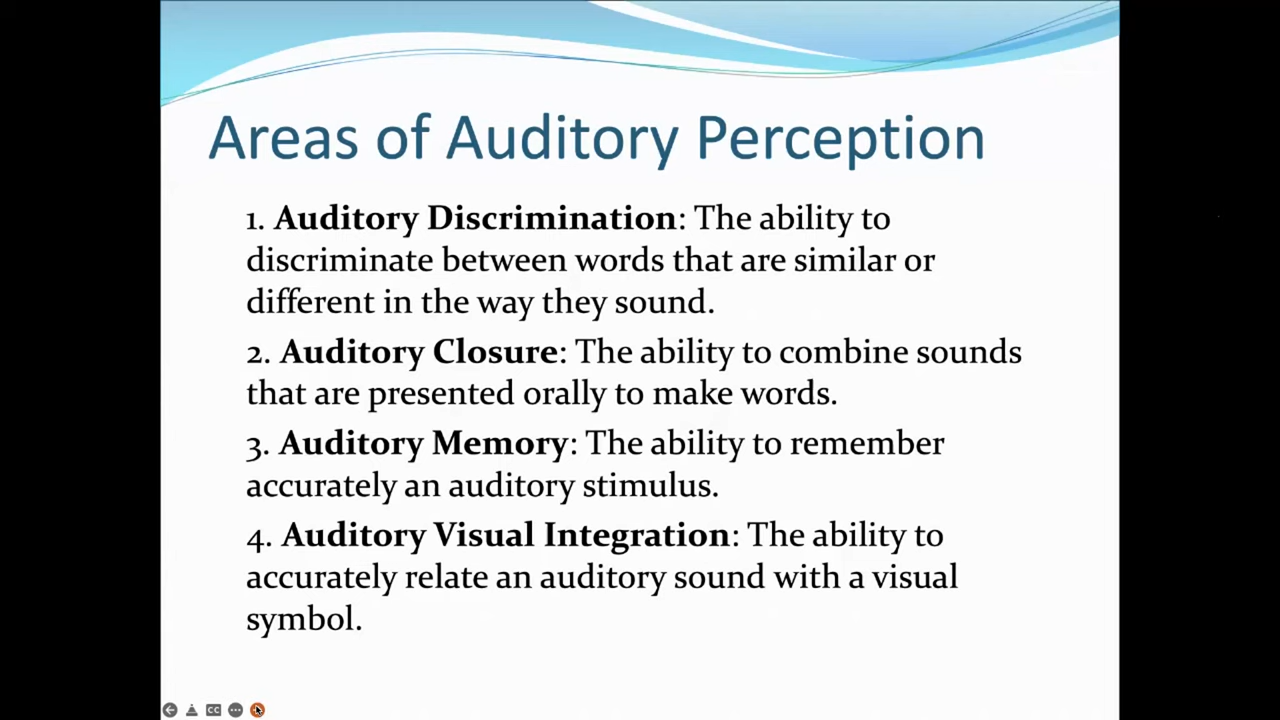 Areas of Auditory Perception
1. Auditory Discrimination: The ability to
discriminate between words that are similar or
different in the way they sound.
2. Auditory Closure: The ability to combine sounds
that are presented orally to make words.
3. Auditory Memory: The ability to remember
accurately an auditory stimulus.
4. Auditory Visual Integration: The ability to
accurately relate an auditory sound with a visual
symbol.
CC